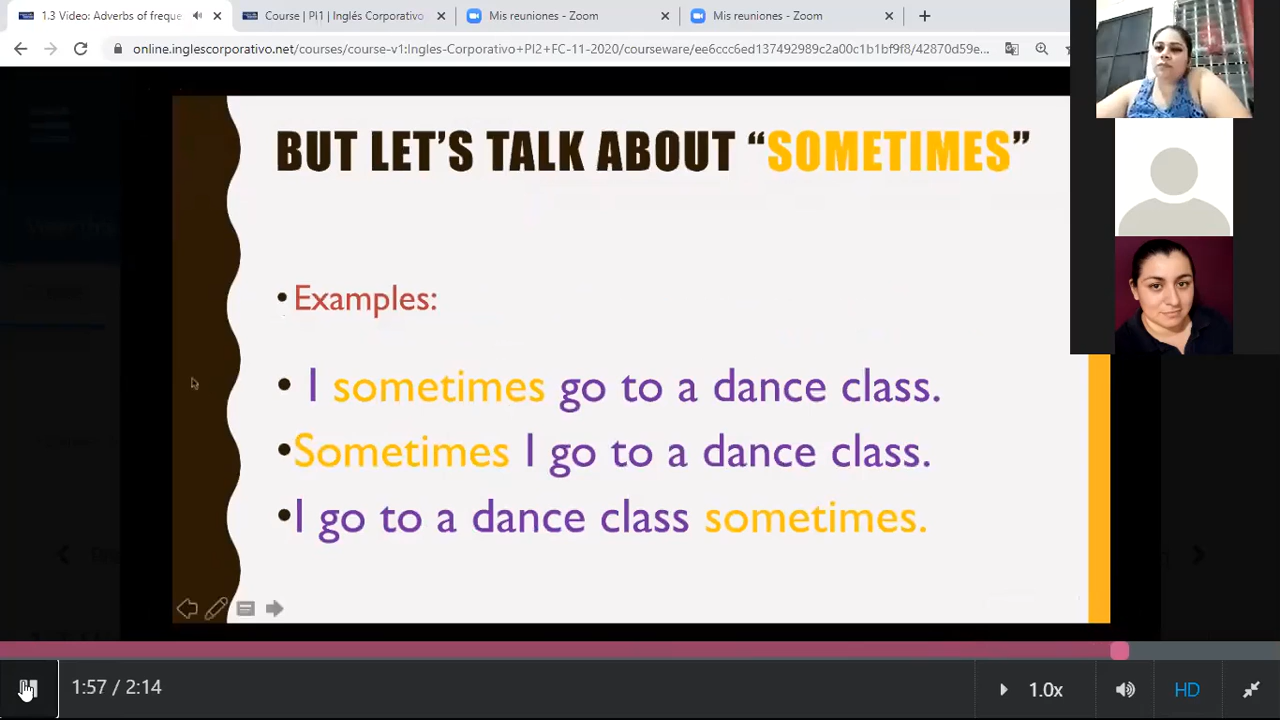 1.3 Video: Adverbs of freque
Course | PI1 | Inglés Corporativo
Mis reuniones - Zoom
Mis reuniones - Zoom
online.inglescorporativo.net/courses/course-v1:Ingles-Corporativo+PI2+FC-11-2020/courseware/ee6ccc6ed137492989c2a00c1b1bf9f8/42870d59e...
BUT LET'S TALK ABOUT “SOMETIMES”
• Examples:
• I sometimes go to a dance class.
•Sometimes I go to a dance class.
•I go to a dance class sometimes.
1:57 / 2:14
1.0x
HD